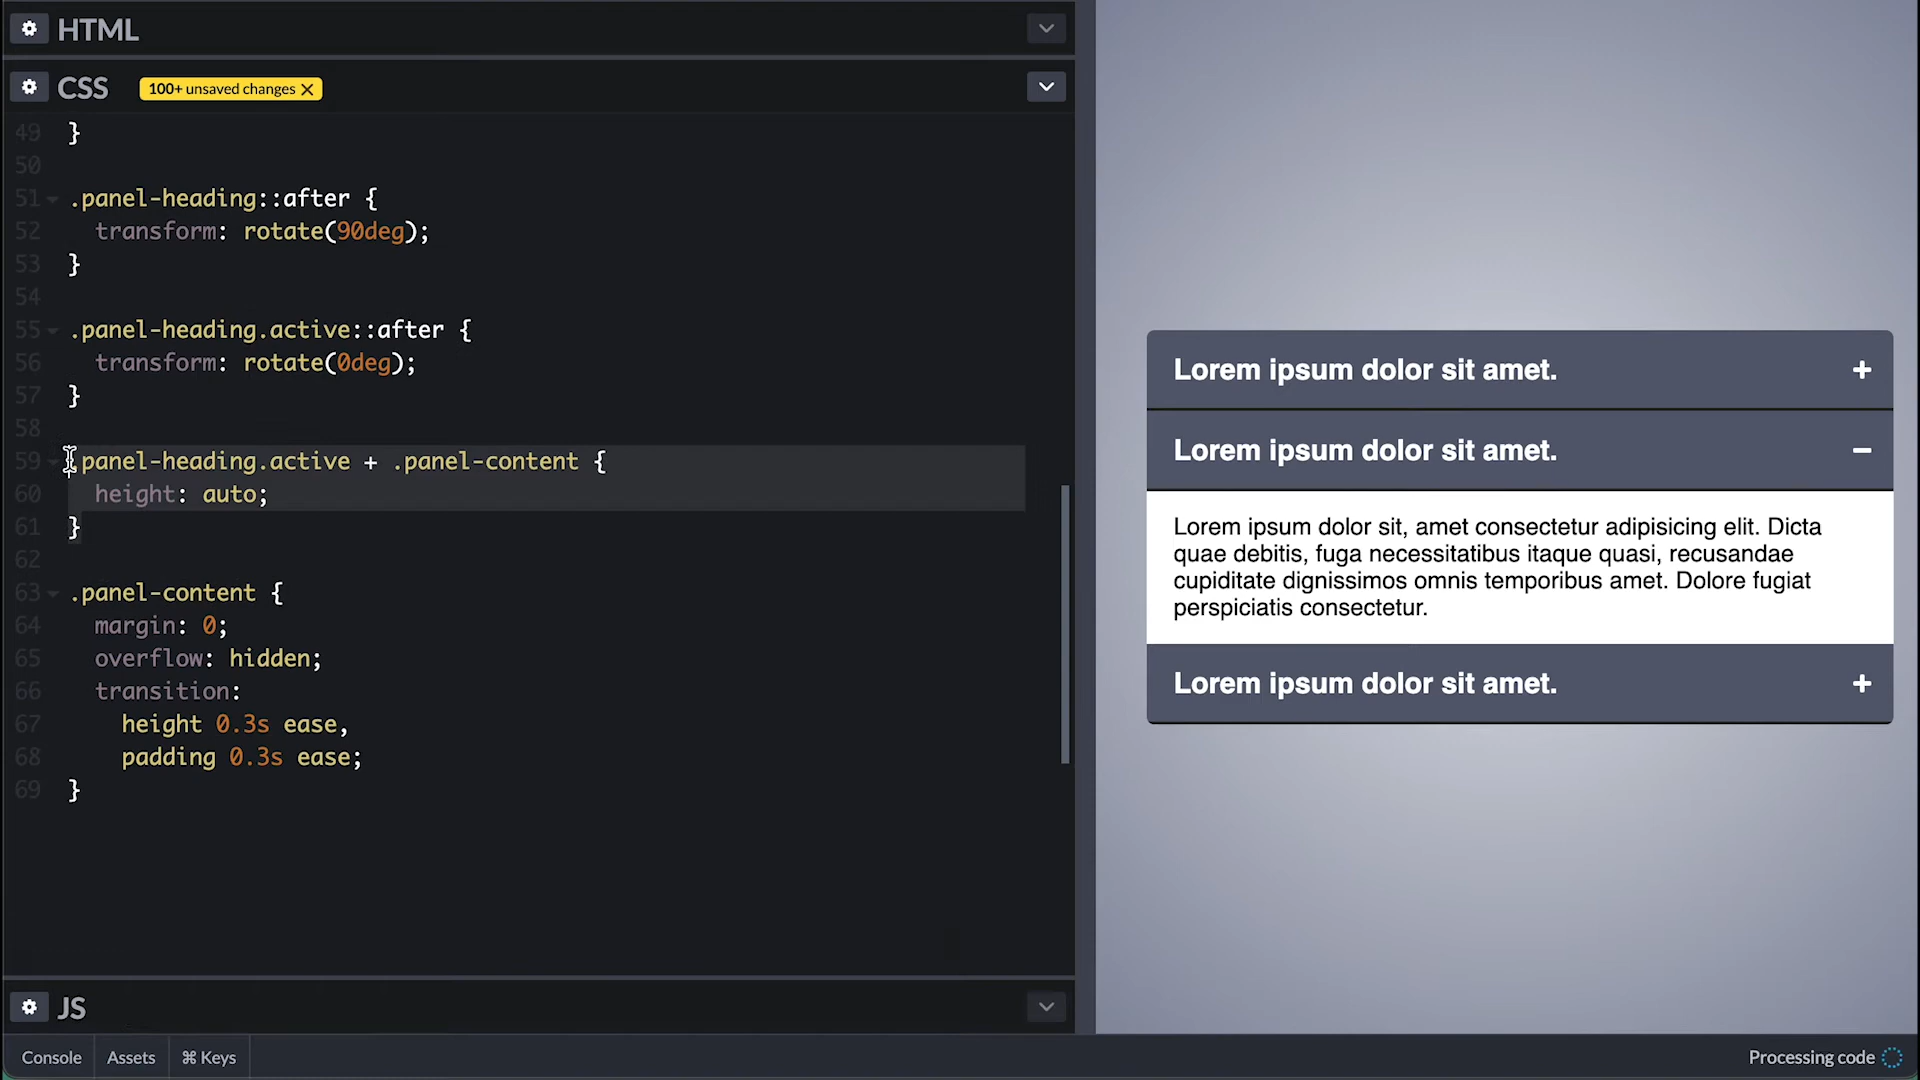 HTML
CSS
100+ unsaved changes
49 }
50
51 .panel-heading::after {
52 transform: rotate(90deg);
53 }
54
55 .panel-heading.active::after {
56 transform: rotate(0deg);
57 }
58
59 .panel-heading.active + .panel-content {
60 height: auto;
61 }
62
63 .panel-content {
64 margin: 0;
65 overflow: hidden;
66 transition:
67 height 0.3s ease,
68 padding 0.3s ease;
69 }
JS
Console
Assets
⌘ Keys
Lorem ipsum dolor sit amet. +
Lorem ipsum dolor sit amet. −
Lorem ipsum dolor sit, amet consectetur adipisicing elit. Dicta
quae debitis, fuga necessitatibus itaque quasi, recusandae
cupiditate dignissimos omnis temporibus amet. Dolore fugiat
perspiciatis consectetur.
Lorem ipsum dolor sit amet. +
Processing code